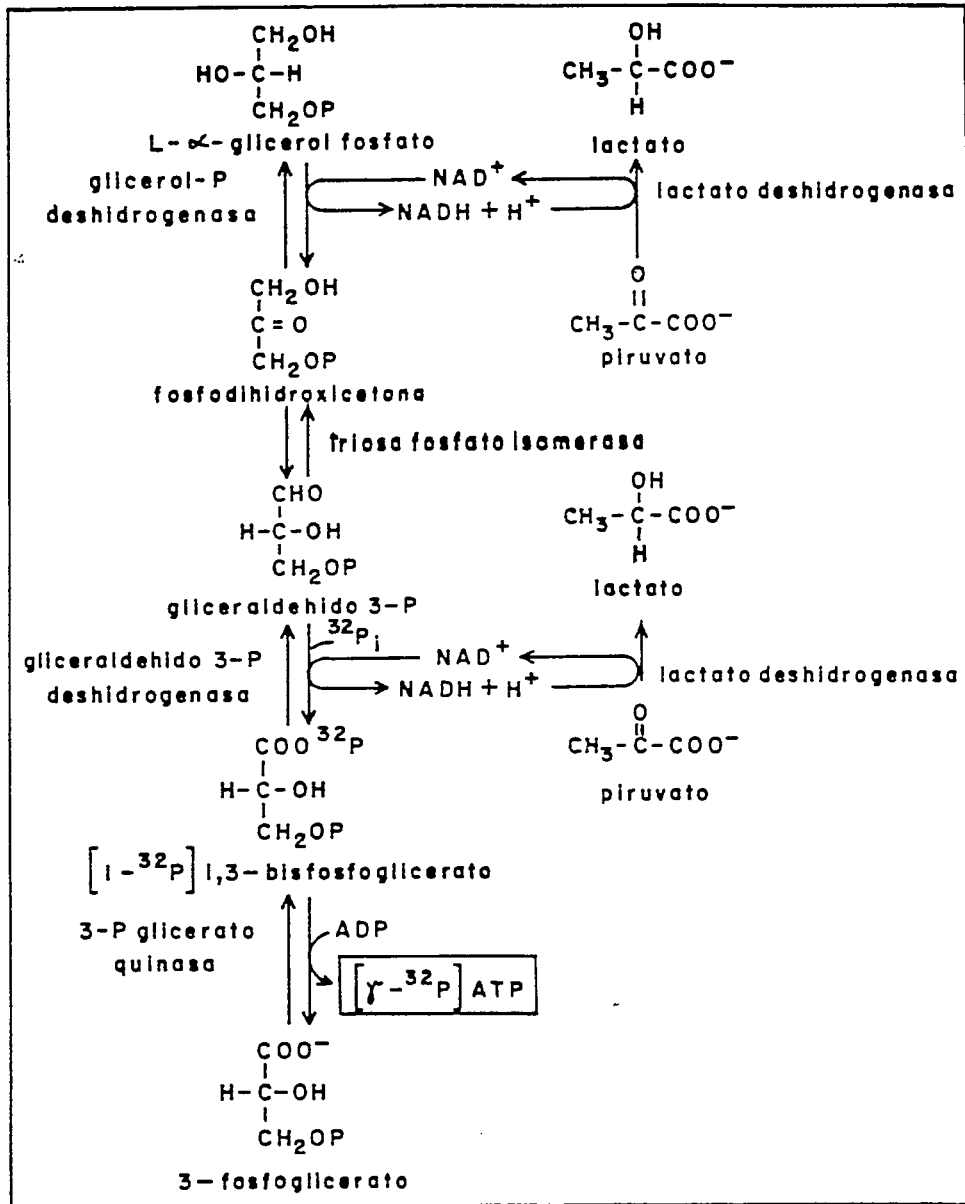 CH₂OH
HO-C-H
CH₂OP
L-α-glicerol fosfato
OH
CH₃-C-COO⁻
H
lactato
glicerol-P
deshidrogenasa
NAD⁺
NADH + H⁺
lactato deshidrogenasa
CH₂OH
C=O
CH₂OP
fosfodihidroxicetona
O
CH₃-C-COO⁻
piruvato
triosa fosfato isomerasa
CHO
H-C-OH
CH₂OP
gliceraldehido 3-P
OH
CH₃-C-COO⁻
H
lactato
gliceraldehido 3-P
deshidrogenasa
³²Pi
NAD⁺
NADH + H⁺
lactato deshidrogenasa
COO³²P
H-C-OH
CH₂OP
[1-³²P] 1,3-bisfosfoglicerato
O
CH₃-C-COO⁻
piruvato
3-P glicerato
quinasa
ADP
[γ-³²P] ATP
COO⁻
H-C-OH
CH₂OP
3-fosfoglicerato